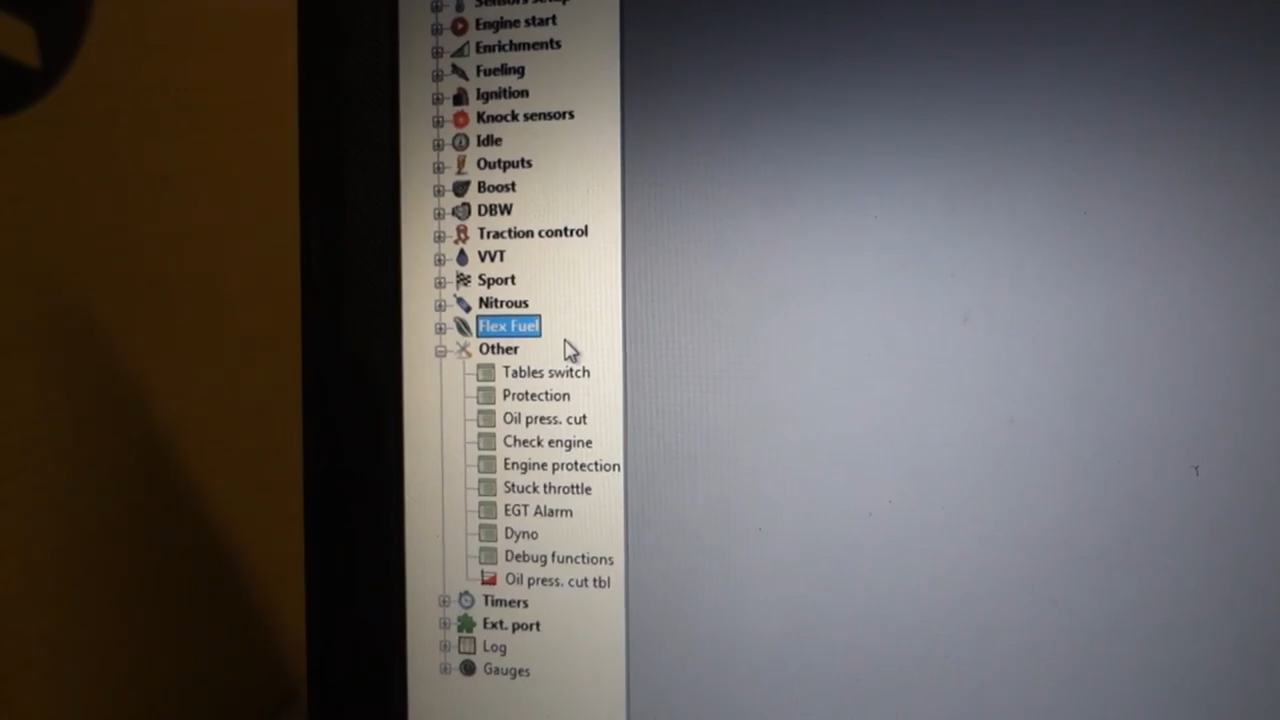 Sensors setup
Engine start
Enrichments
Fueling
Ignition
Knock sensors
Idle
Outputs
Boost
DBW
Traction control
VVT
Sport
Nitrous
Flex Fuel
Other
Tables switch
Protection
Oil press. cut
Check engine
Engine protection
Stuck throttle
EGT Alarm
Dyno
Debug functions
Oil press. cut tbl
Timers
Ext. port
Log
Gauges